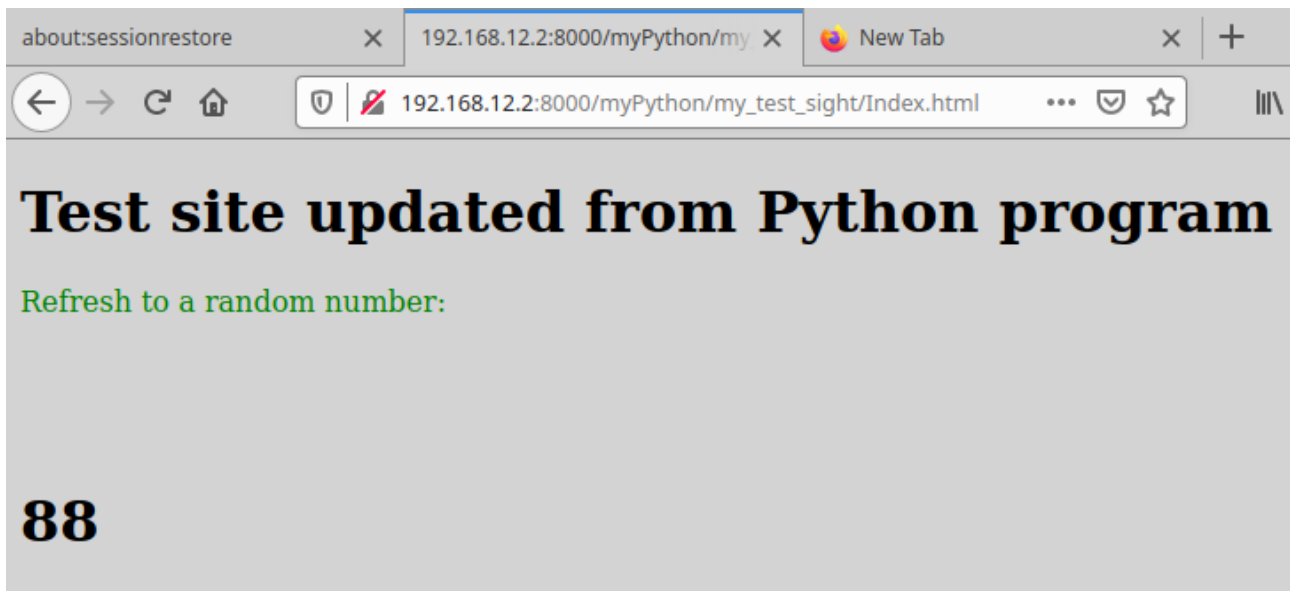 about:sessionrestore
192.168.12.2:8000/myPython/my_
New Tab
192.168.12.2:8000/myPython/my_test_sight/Index.html
Test site updated from Python program
Refresh to a random number:
88